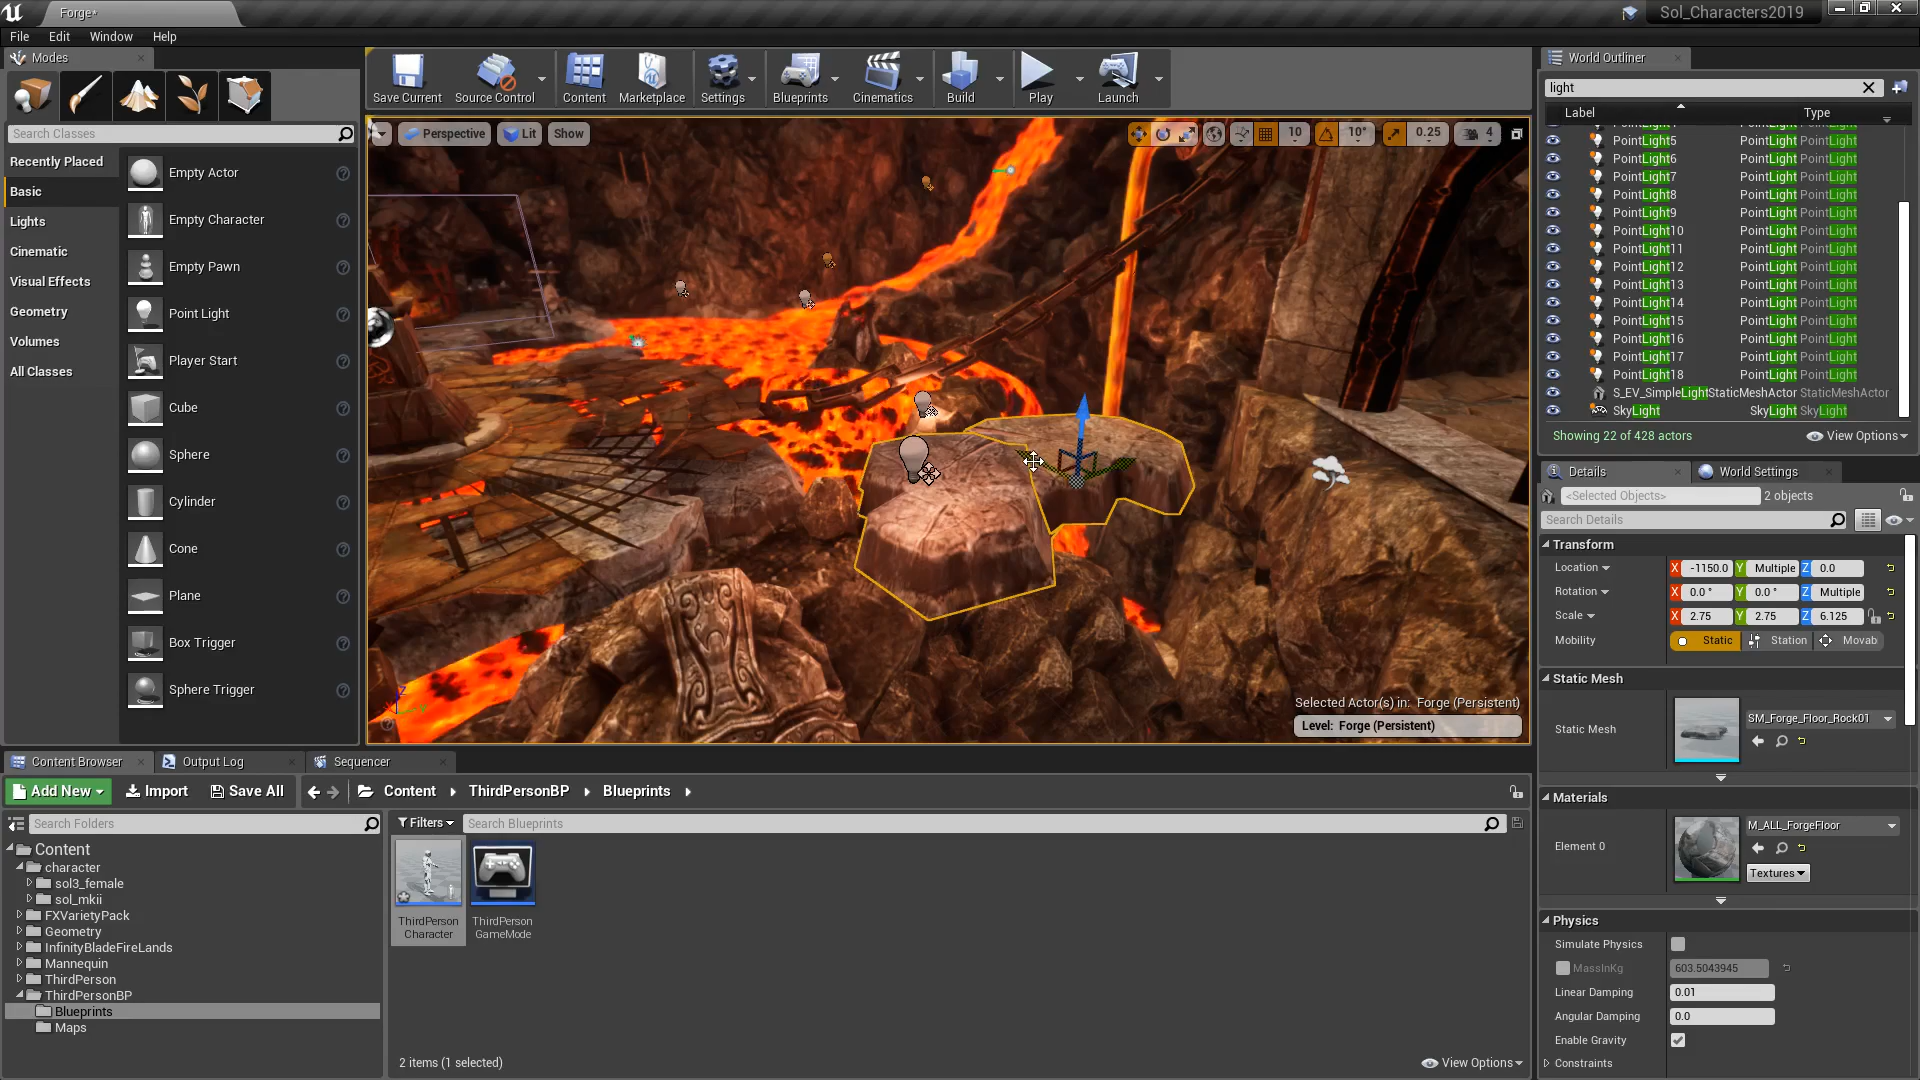 Forge*
Sol_Characters2019
File Edit Window Help
Modes
Search Classes
Recently Placed
Basic
Lights
Cinematic
Visual Effects
Geometry
Volumes
All Classes
Empty Actor
Empty Character
Empty Pawn
Point Light
Player Start
Cube
Sphere
Cylinder
Cone
Plane
Box Trigger
Sphere Trigger
Save Current Source Control Content Marketplace Settings Blueprints Cinematics Build Play Launch
Perspective Lit Show
10 10° 0.25 4
Selected Actor(s) in: Forge (Persistent)
Level: Forge (Persistent)
World Outliner
light
Label Type
PointLight5 PointLight PointLight
PointLight6 PointLight PointLight
PointLight7 PointLight PointLight
PointLight8 PointLight PointLight
PointLight9 PointLight PointLight
PointLight10 PointLight PointLight
PointLight11 PointLight PointLight
PointLight12 PointLight PointLight
PointLight13 PointLight PointLight
PointLight14 PointLight PointLight
PointLight15 PointLight PointLight
PointLight16 PointLight PointLight
PointLight17 PointLight PointLight
PointLight18 PointLight PointLight
S_EV_SimpleLightStaticMeshActor StaticMeshActor
SkyLight SkyLight SkyLight
Showing 22 of 428 actors View Options
Details World Settings
<Selected Objects> 2 objects
Search Details
Transform
Location X -1150.0 Y Multiple Z 0.0
Rotation X 0.0 ° Y 0.0 ° Z Multiple
Scale X 2.75 Y 2.75 Z 6.125
Mobility Static Station Movab
Static Mesh
Static Mesh SM_Forge_Floor_Rock01
Materials
Element 0 M_ALL_ForgeFloor
Textures
Physics
Simulate Physics
MassInKg 603.5043945
Linear Damping 0.01
Angular Damping 0.0
Enable Gravity
Constraints
Content Browser Output Log Sequencer
Add New Import Save All Content ThirdPersonBP Blueprints
Search Folders
Content
character
sol3_female
sol_mkii
FXVarietyPack
Geometry
InfinityBladeFireLands
Mannequin
ThirdPerson
ThirdPersonBP
Blueprints
Maps
Filters Search Blueprints
ThirdPerson
Character
ThirdPerson
GameMode
2 items (1 selected) View Options